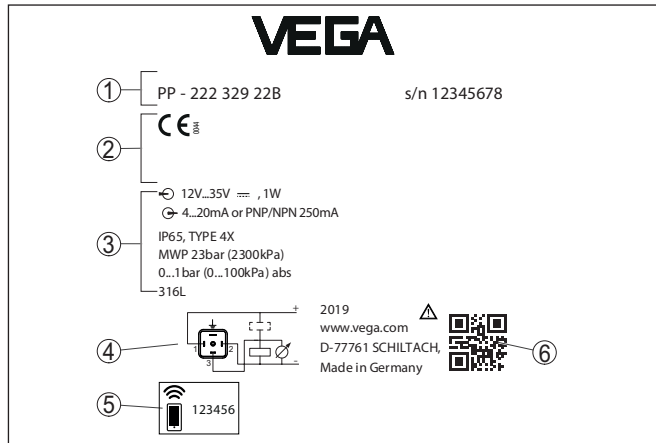 VEGA
① PP - 222 329 22B s/n 12345678
② CE 0044
③ 12V...35V ⎓ , 1W
4...20mA or PNP/NPN 250mA
IP65, TYPE 4X
MWP 23bar (2300kPa)
0...1bar (0...100kPa) abs
316L
④ 1 2 3 + -
2019
www.vega.com
D-77761 SCHILTACH,
Made in Germany
⑥
⑤ 123456